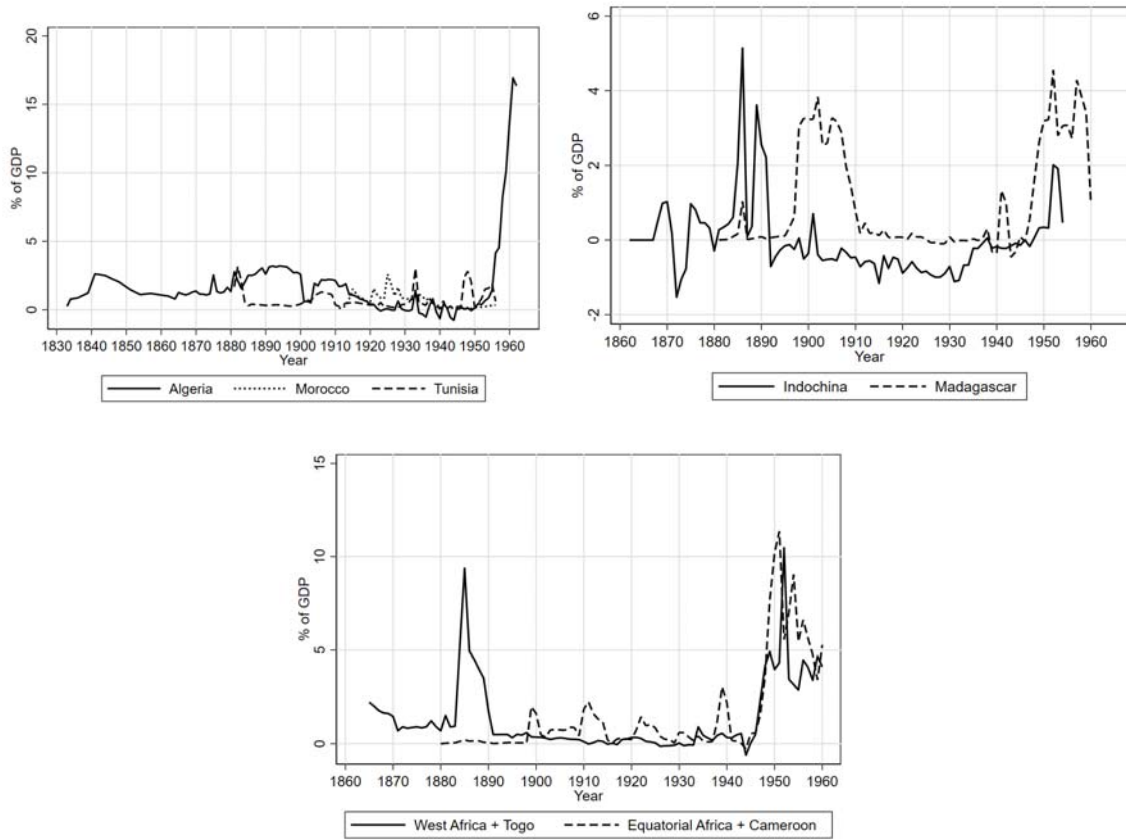 % of GDP
20
15
10
5
0
1830 1840 1850 1860 1870 1880 1890 1900 1910 1920 1930 1940 1950 1960
Year
Algeria Morocco Tunisia
% of GDP
6
4
2
0
-2
1860 1870 1880 1890 1900 1910 1920 1930 1940 1950 1960
Year
Indochina Madagascar
% of GDP
15
10
5
0
1860 1870 1880 1890 1900 1910 1920 1930 1940 1950 1960
Year
West Africa + Togo Equatorial Africa + Cameroon